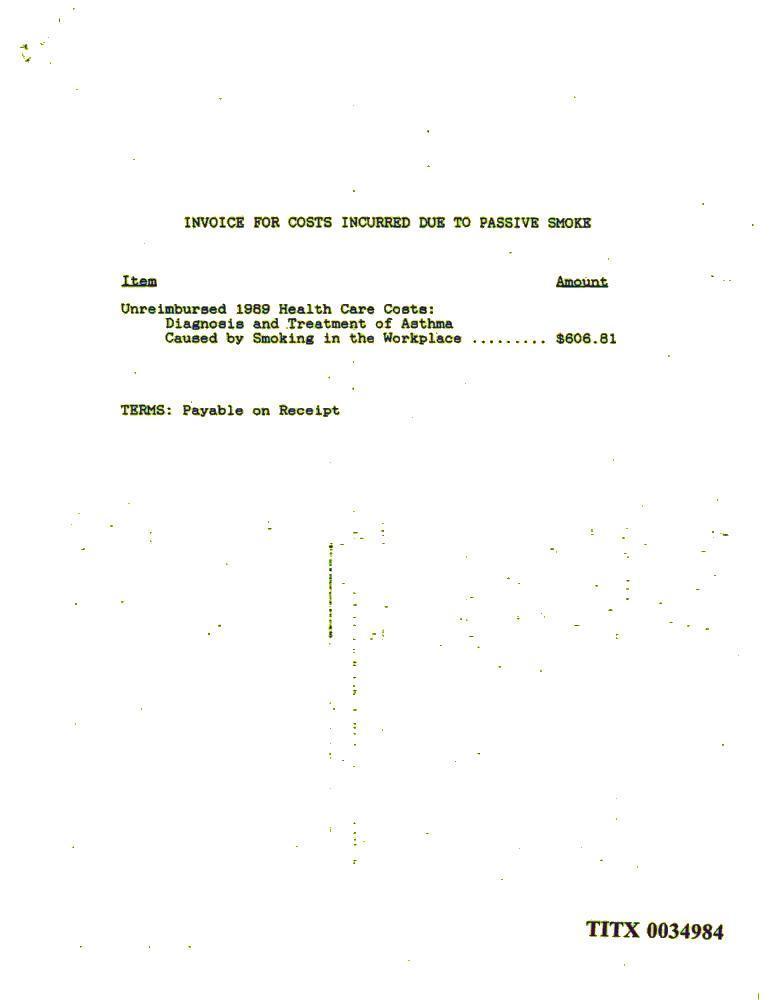 INVOICE FOR COSTS INCURRED DUE TO PASSIVE SMOKE
Item Amount
Unreimbursed 1989 Health Care Costs:
Diagnosis and Treatment of Asthma
Caused by Smoking in the Workplace ......... $606.81
TERMS: Payable on Receipt
TITX 0034984